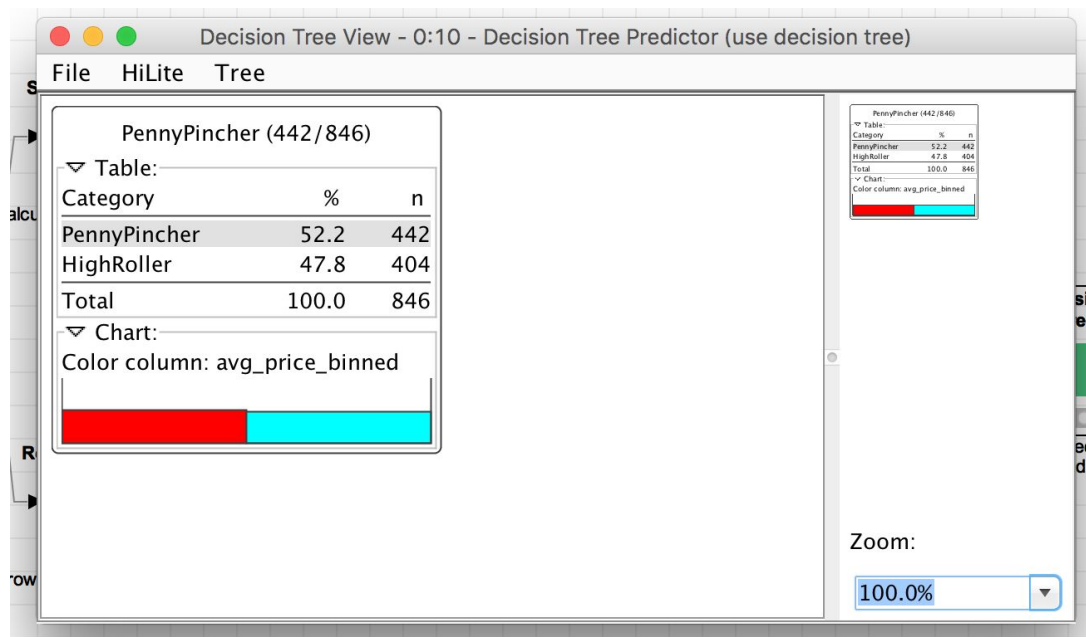 Decision Tree View - 0:10 - Decision Tree Predictor (use decision tree)
File HiLite Tree
PennyPincher (442/846)
Table:
Category % n
PennyPincher 52.2 442
HighRoller 47.8 404
Total 100.0 846
Chart:
Color column: avg_price_binned
PennyPincher (442/846)
Table:
Category % n
PennyPincher 52.2 442
HighRoller 47.8 404
Total 100.0 846
Chart:
Color column: avg_price_binned
Zoom:
100.0%